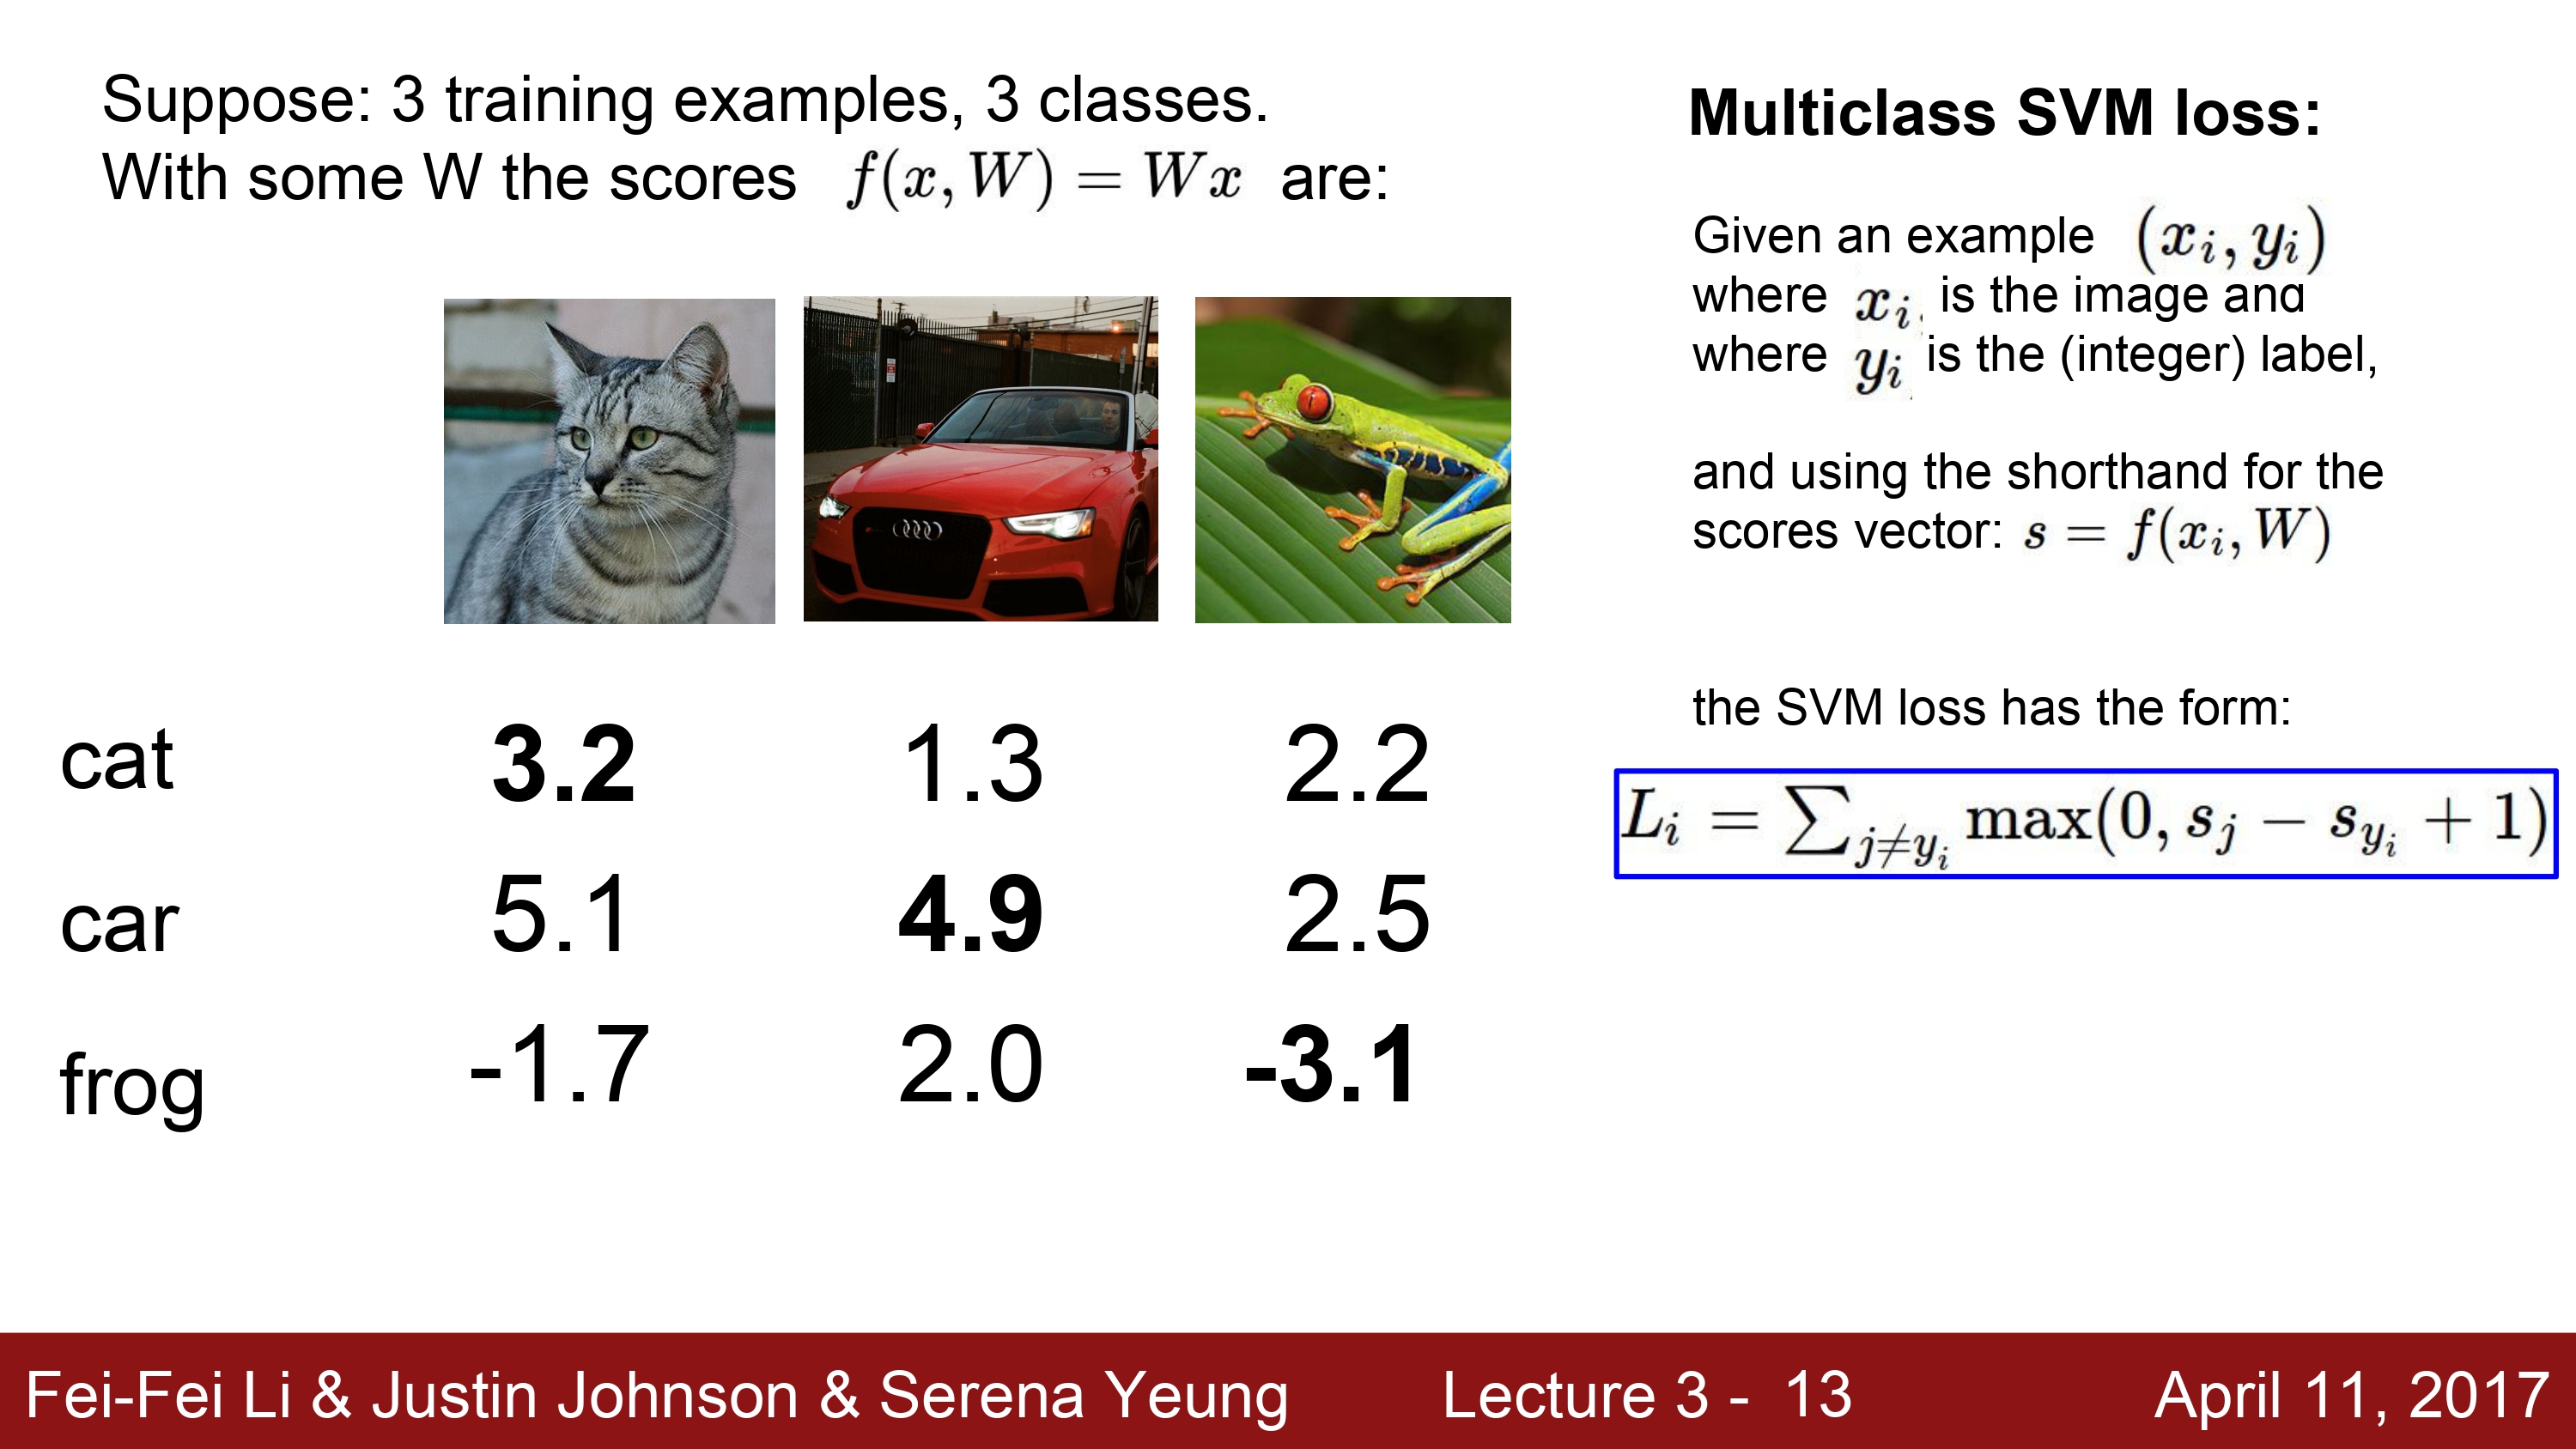 Suppose: 3 training examples, 3 classes.
With some W the scores f(x, W) = Wx are:
cat 3.2 1.3 2.2
car 5.1 4.9 2.5
frog -1.7 2.0 -3.1
Multiclass SVM loss:
Given an example (x_i, y_i)
where x_i is the image and
where y_i is the (integer) label,
and using the shorthand for the
scores vector: s = f(x_i, W)
the SVM loss has the form:
L_i = ∑_{j≠y_i} max(0, s_j − s_{y_i} + 1)
Fei-Fei Li & Justin Johnson & Serena Yeung Lecture 3 - 13 April 11, 2017